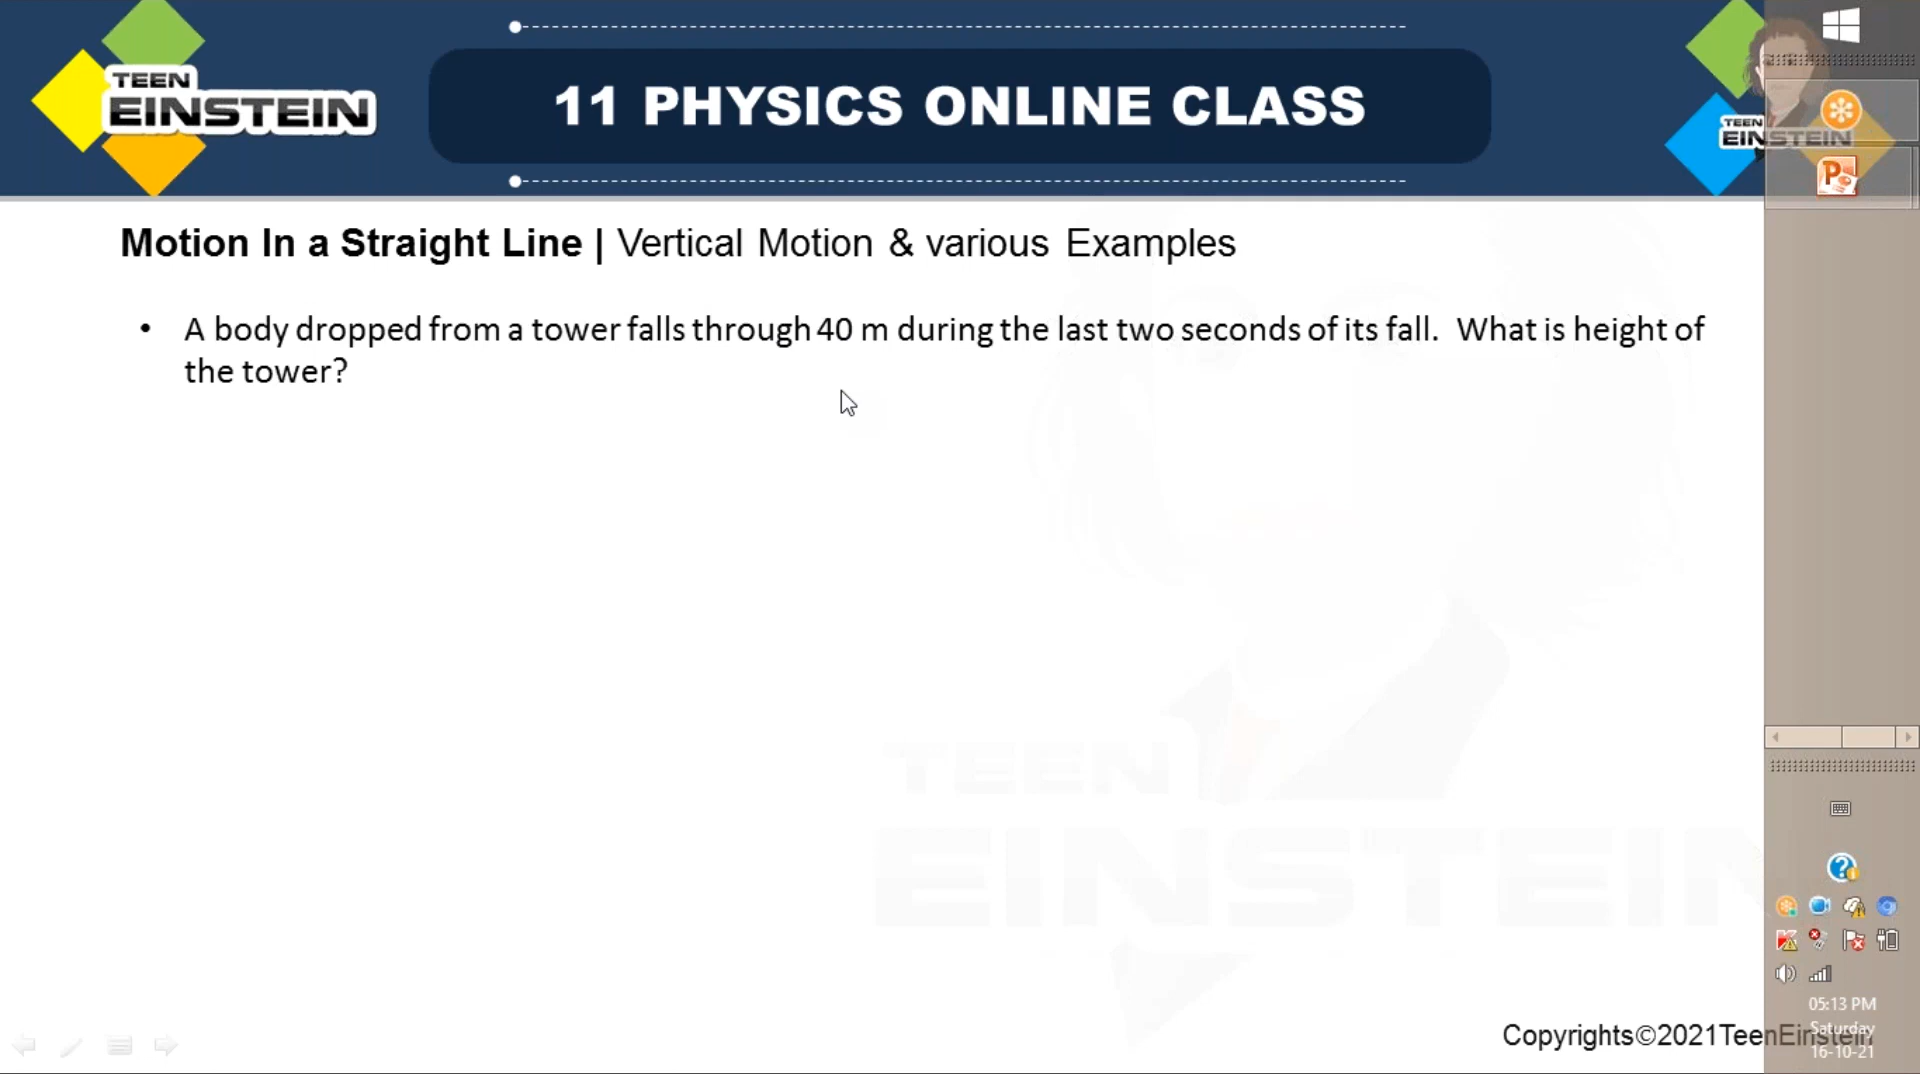 TEEN
EINSTEIN
11 PHYSICS ONLINE CLASS
TEEN
EINSTEIN
Motion In a Straight Line | Vertical Motion & various Examples
• A body dropped from a tower falls through 40 m during the last two seconds of its fall. What is height of
the tower?
TEEN
EINSTEIN
Copyrights©2021TeenEinstein
05:13 PM
Saturday
16-10-21